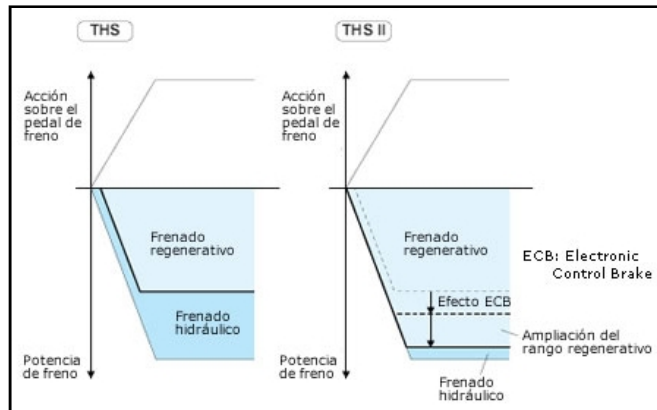 THS
Acción
sobre el
pedal de
freno
Frenado
regenerativo
Frenado
hidráulico
Potencia
de freno
THS II
Acción
sobre el
pedal de
freno
Frenado
regenerativo
ECB: Electronic
Control Brake
Efecto ECB
Ampliación del
rango regenerativo
Frenado
hidráulico
Potencia
de freno